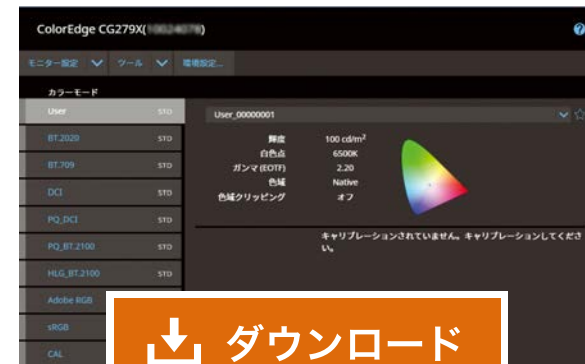 ColorEdge CG279X( )
モニター設定 ツール 環境設定...
カラーモード
User STD
User_00000001
BT.2020 STD
BT.709 STD
DCI STD
PQ_DCI STD
PQ_BT.2100 STD
HLG_BT.2100 STD
Adobe RGB
sRGB
CAL
輝度 100 cd/m²
白色点 6500K
ガンマ (EOTF) 2.20
色域 Native
色域クリッピング オフ
キャリブレーションされていません。キャリブレーションしてくださ
い。
ダウンロード